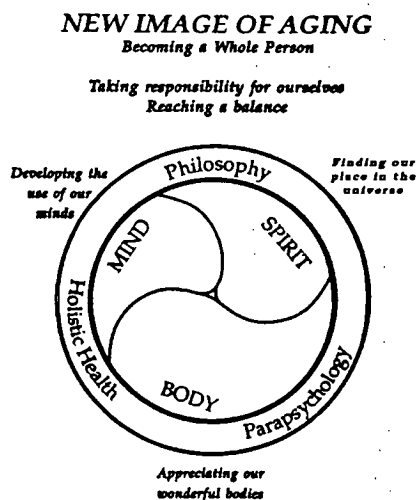 NEW IMAGE OF AGING
Becoming a Whole Person
Taking responsibility for ourselves
Reaching a balance
Developing the
use of our
minds
Philosophy
Finding our
place in the
universe
MIND
SPIRIT
Holistic Health
BODY
Parapsychology
Appreciating our
wonderful bodies